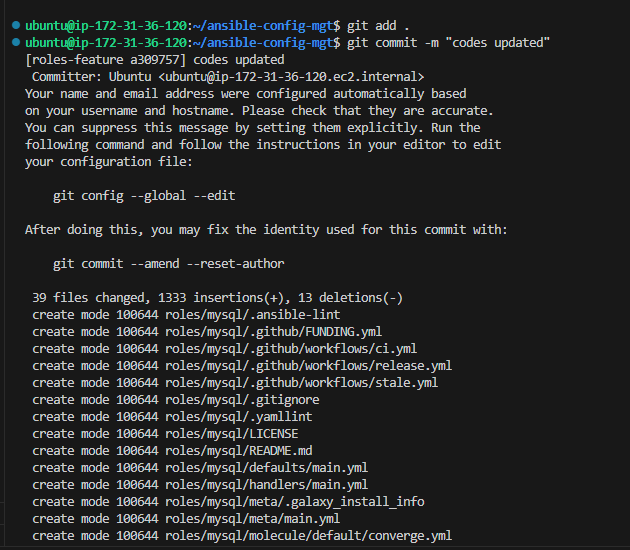 ubuntu@ip-172-31-36-120:~/ansible-config-mgt$ git add .
ubuntu@ip-172-31-36-120:~/ansible-config-mgt$ git commit -m "codes updated"
[roles-feature a309757] codes updated
 Committer: Ubuntu <ubuntu@ip-172-31-36-120.ec2.internal>
Your name and email address were configured automatically based
on your username and hostname. Please check that they are accurate.
You can suppress this message by setting them explicitly. Run the
following command and follow the instructions in your editor to edit
your configuration file:

    git config --global --edit

After doing this, you may fix the identity used for this commit with:

    git commit --amend --reset-author

 39 files changed, 1333 insertions(+), 13 deletions(-)
 create mode 100644 roles/mysql/.ansible-lint
 create mode 100644 roles/mysql/.github/FUNDING.yml
 create mode 100644 roles/mysql/.github/workflows/ci.yml
 create mode 100644 roles/mysql/.github/workflows/release.yml
 create mode 100644 roles/mysql/.github/workflows/stale.yml
 create mode 100644 roles/mysql/.gitignore
 create mode 100644 roles/mysql/.yamllint
 create mode 100644 roles/mysql/LICENSE
 create mode 100644 roles/mysql/README.md
 create mode 100644 roles/mysql/defaults/main.yml
 create mode 100644 roles/mysql/handlers/main.yml
 create mode 100644 roles/mysql/meta/.galaxy_install_info
 create mode 100644 roles/mysql/meta/main.yml
 create mode 100644 roles/mysql/molecule/default/converge.yml